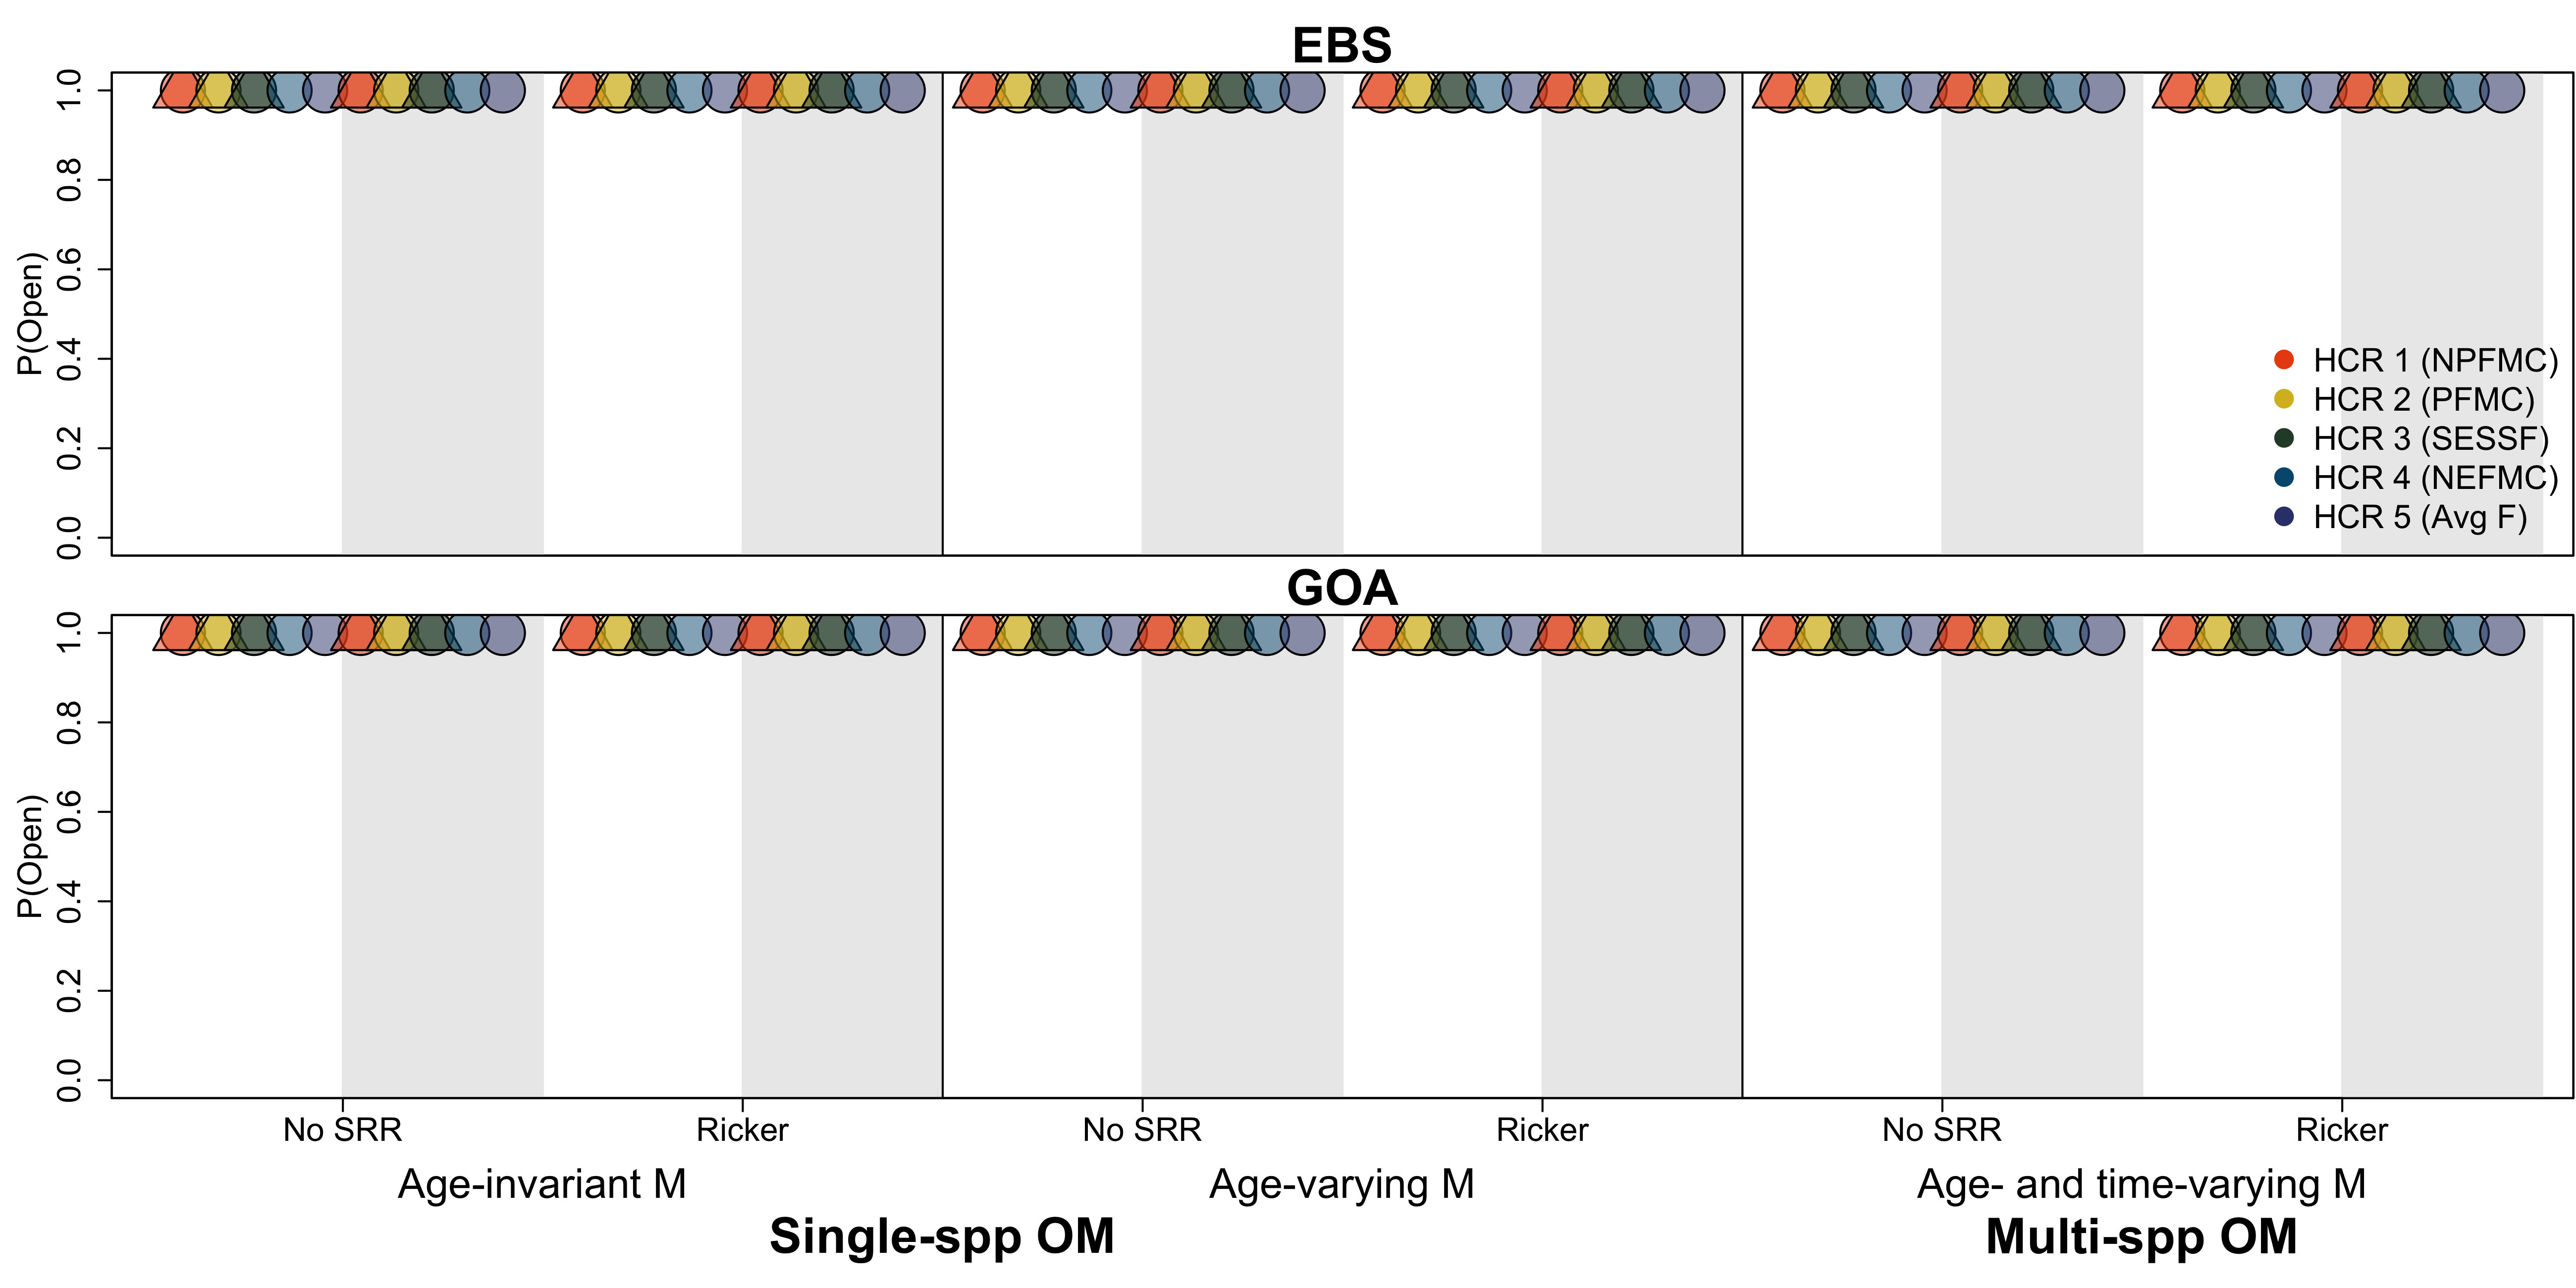 EBS
P(Open)
1.0
0.8
0.6
0.4
0.2
0.0
HCR 1 (NPFMC)
HCR 2 (PFMC)
HCR 3 (SESSF)
HCR 4 (NEFMC)
HCR 5 (Avg F)
GOA
P(Open)
1.0
0.8
0.6
0.4
0.2
0.0
No SRR Ricker No SRR Ricker No SRR Ricker
Age-invariant M Age-varying M Age- and time-varying M
Single-spp OM Multi-spp OM